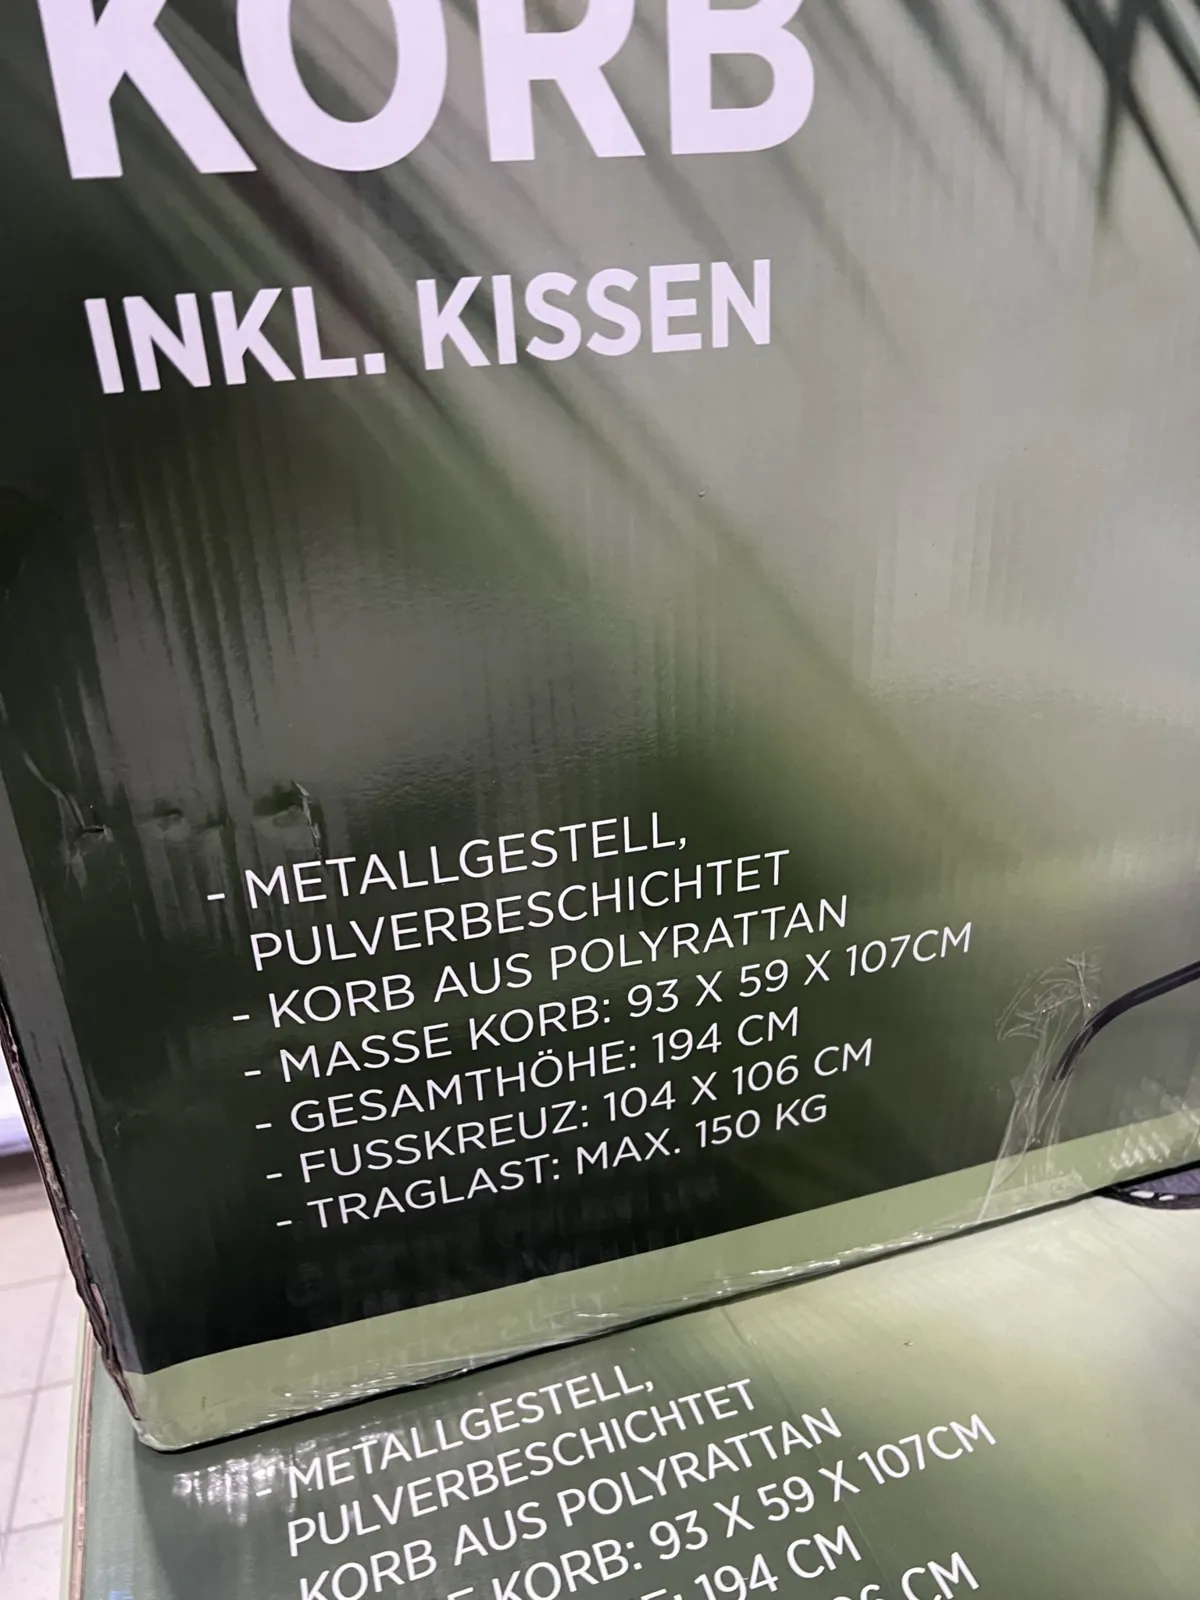 KORB
INKL. KISSEN
- METALLGESTELL,
PULVERBESCHICHTET
- KORB AUS POLYRATTAN
- MASSE KORB: 93 X 59 X 107CM
- GESAMTHÖHE: 194 CM
- FUSSKREUZ: 104 X 106 CM
- TRAGLAST: MAX. 150 KG
- METALLGESTELL,
PULVERBESCHICHTET
KORB AUS POLYRATTAN
KORB: 93 X 59 X 107CM
194 CM
CM